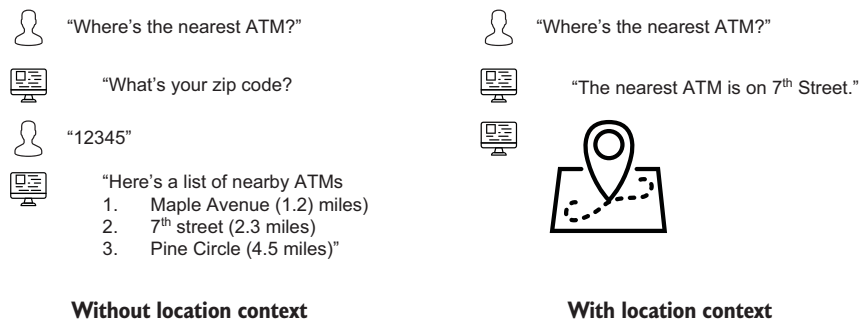 “Where’s the nearest ATM?”
“What’s your zip code?
“12345”
“Here’s a list of nearby ATMs
1. Maple Avenue (1.2) miles)
2. 7th street (2.3 miles)
3. Pine Circle (4.5 miles)”
Without location context
“Where’s the nearest ATM?”
“The nearest ATM is on 7th Street.”
With location context